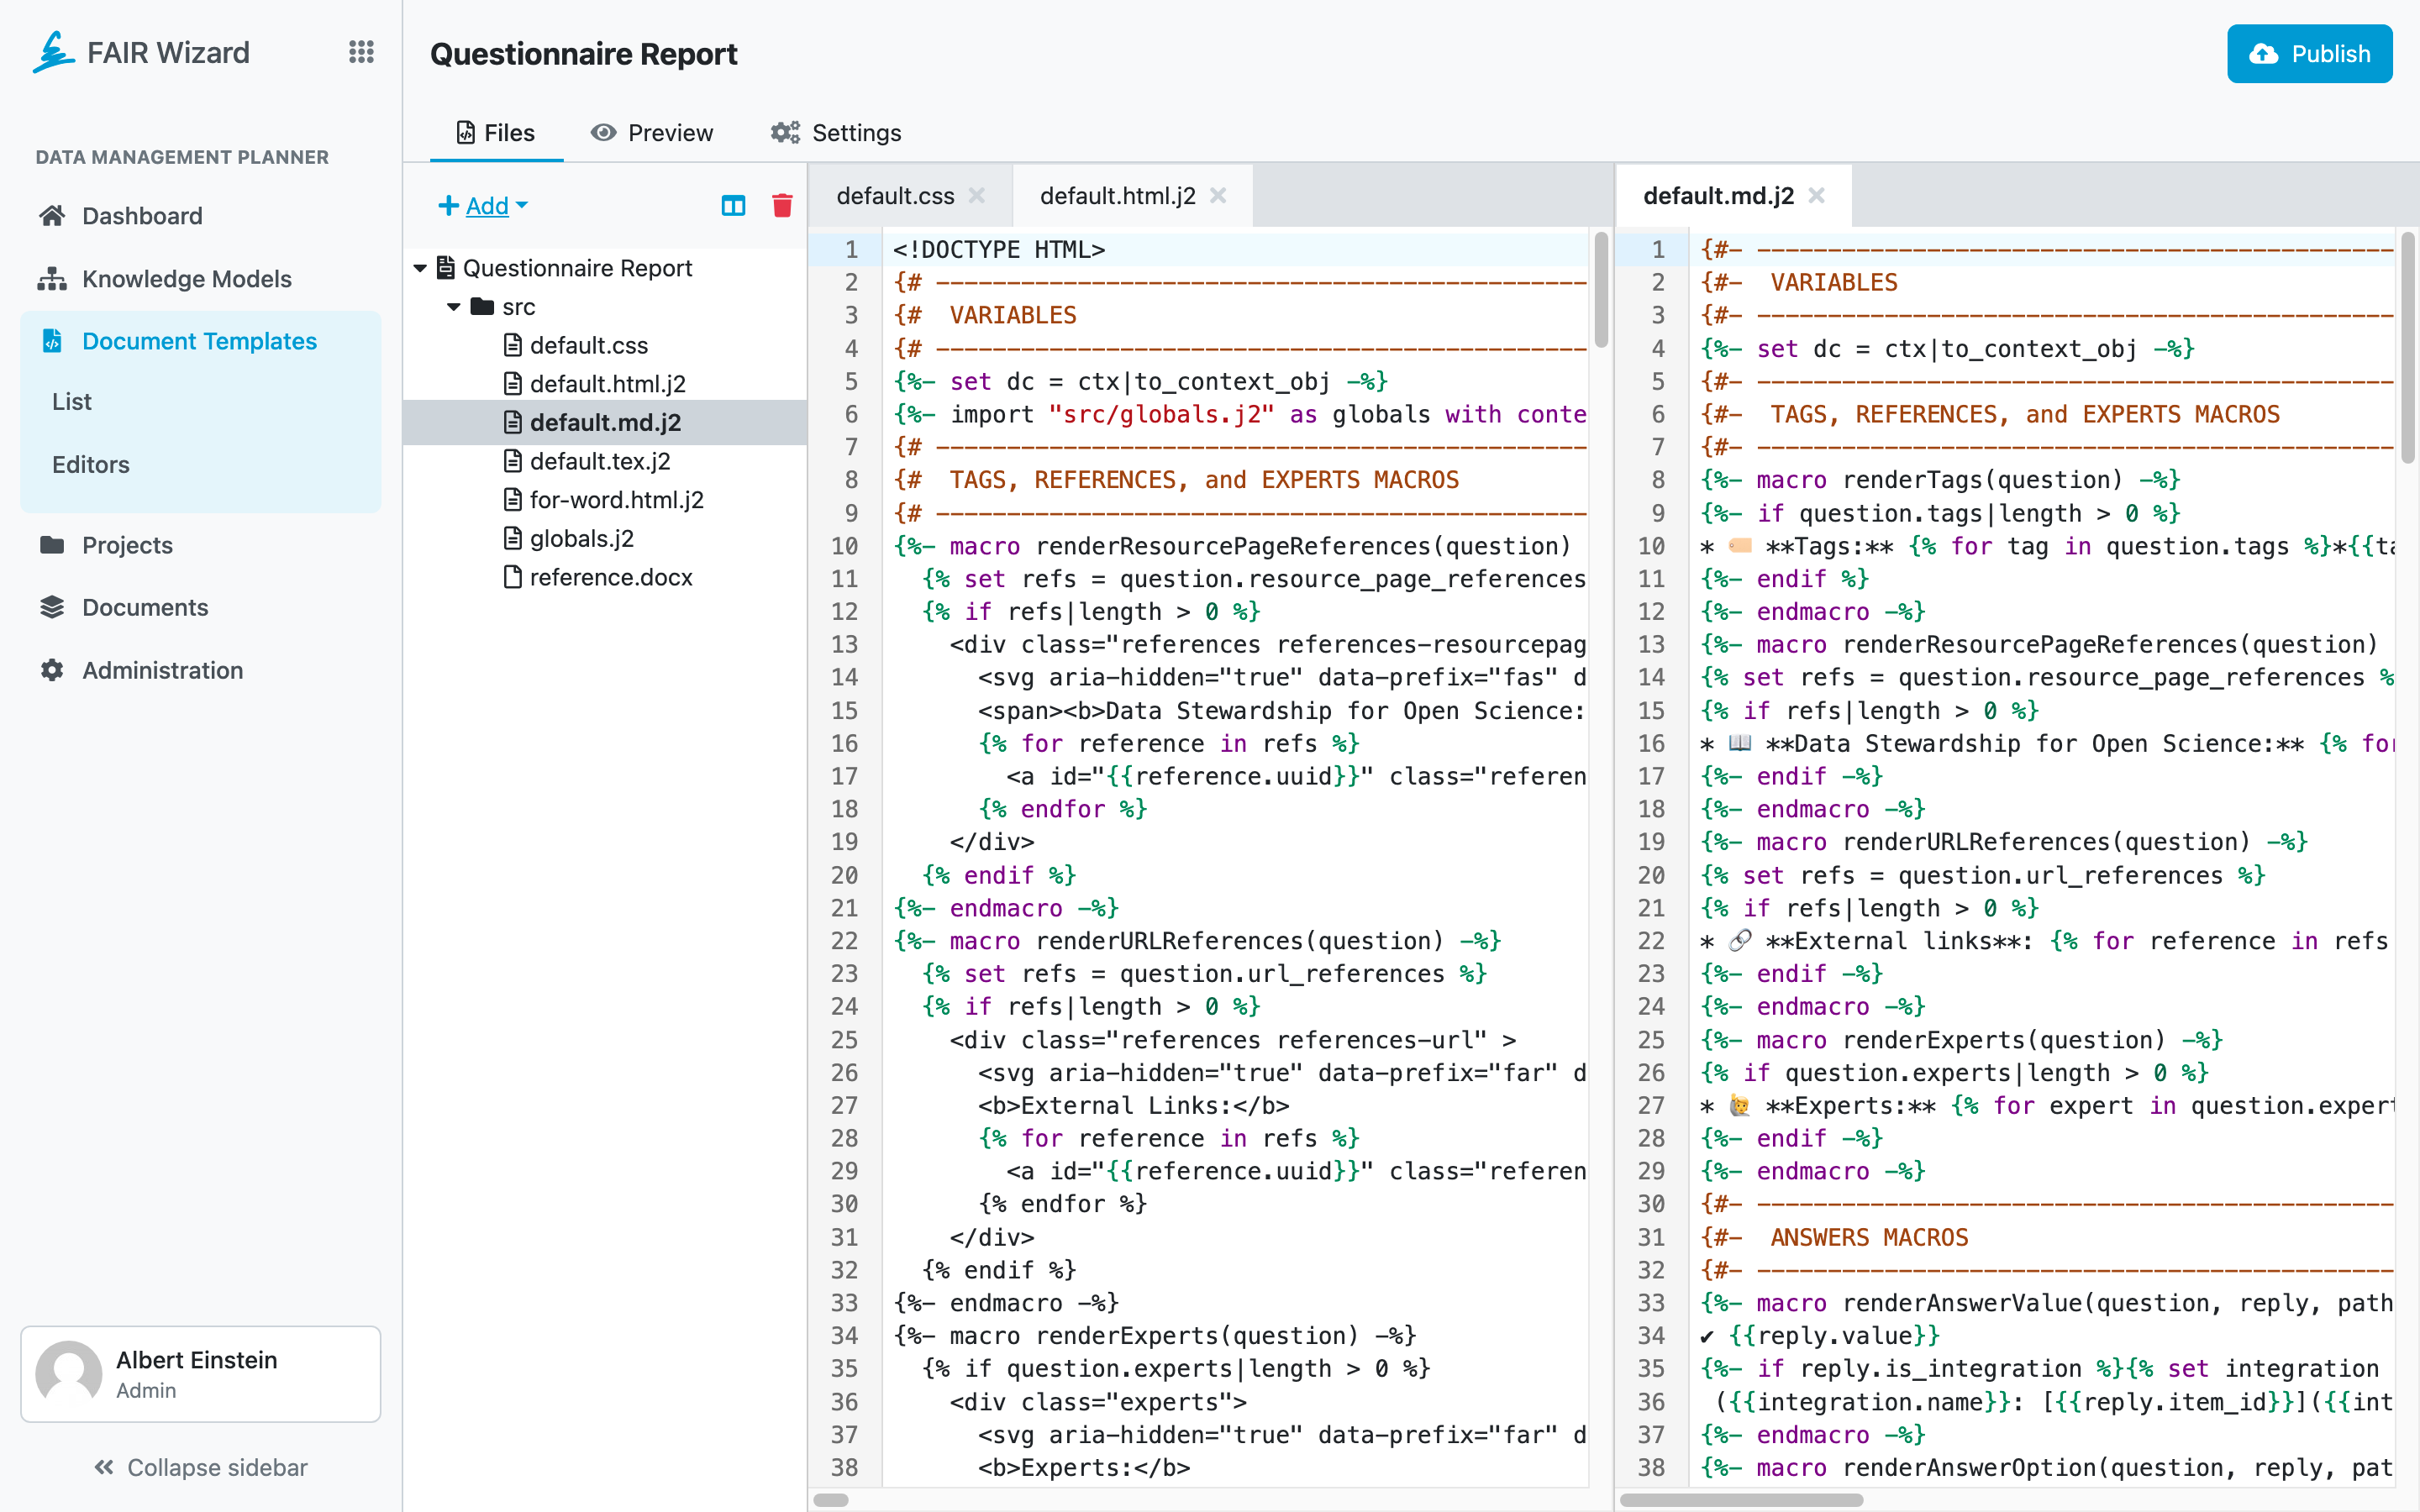 FAIR Wizard
DATA MANAGEMENT PLANNER
Dashboard
Knowledge Models
Document Templates
List
Editors
Projects
Documents
Administration
Albert Einstein
Admin
Collapse sidebar
Questionnaire Report
Publish
Files
Preview
Settings
Add
Questionnaire Report
src
default.css
default.html.j2
default.md.j2
default.tex.j2
for-word.html.j2
globals.j2
reference.docx
default.css
default.html.j2
1 <!DOCTYPE HTML>
2 {# ----------------------------------------------
3 {#  VARIABLES
4 {# ----------------------------------------------
5 {%- set dc = ctx|to_context_obj -%}
6 {%- import "src/globals.j2" as globals with conte
7 {# ----------------------------------------------
8 {#  TAGS, REFERENCES, and EXPERTS MACROS
9 {# ----------------------------------------------
10 {%- macro renderResourcePageReferences(question)
11   {% set refs = question.resource_page_references
12   {% if refs|length > 0 %}
13     <div class="references references-resourcepag
14       <svg aria-hidden="true" data-prefix="fas" d
15       <span><b>Data Stewardship for Open Science:
16       {% for reference in refs %}
17         <a id="{{reference.uuid}}" class="referen
18       {% endfor %}
19     </div>
20   {% endif %}
21 {%- endmacro -%}
22 {%- macro renderURLReferences(question) -%}
23   {% set refs = question.url_references %}
24   {% if refs|length > 0 %}
25     <div class="references references-url" >
26       <svg aria-hidden="true" data-prefix="far" d
27       <b>External Links:</b>
28       {% for reference in refs %}
29         <a id="{{reference.uuid}}" class="referen
30       {% endfor %}
31     </div>
32   {% endif %}
33 {%- endmacro -%}
34 {%- macro renderExperts(question) -%}
35   {% if question.experts|length > 0 %}
36     <div class="experts">
37       <svg aria-hidden="true" data-prefix="far" d
38       <b>Experts:</b>
default.md.j2
1 {#- ---------------------------------------------
2 {#-  VARIABLES
3 {#- ---------------------------------------------
4 {%- set dc = ctx|to_context_obj -%}
5 {#- ---------------------------------------------
6 {#-  TAGS, REFERENCES, and EXPERTS MACROS
7 {#- ---------------------------------------------
8 {%- macro renderTags(question) -%}
9 {%- if question.tags|length > 0 %}
10 * 🏷️ **Tags:** {% for tag in question.tags %}*{{ta
11 {%- endif %}
12 {%- endmacro -%}
13 {%- macro renderResourcePageReferences(question)
14 {% set refs = question.resource_page_references %
15 {% if refs|length > 0 %}
16 * 📖 **Data Stewardship for Open Science:** {% for
17 {%- endif -%}
18 {%- endmacro -%}
19 {%- macro renderURLReferences(question) -%}
20 {% set refs = question.url_references %}
21 {% if refs|length > 0 %}
22 * 🔗 **External links**: {% for reference in refs
23 {%- endif -%}
24 {%- endmacro -%}
25 {%- macro renderExperts(question) -%}
26 {% if question.experts|length > 0 %}
27 * 🙋 **Experts:** {% for expert in question.expert
28 {%- endif -%}
29 {%- endmacro -%}
30 {#- ---------------------------------------------
31 {#-  ANSWERS MACROS
32 {#- ---------------------------------------------
33 {%- macro renderAnswerValue(question, reply, path
34 ✔ {{reply.value}}
35 {%- if reply.is_integration %}{% set integration
36  ({{integration.name}}: [{{reply.item_id}}]({{int
37 {%- endmacro -%}
38 {%- macro renderAnswerOption(question, reply, pat